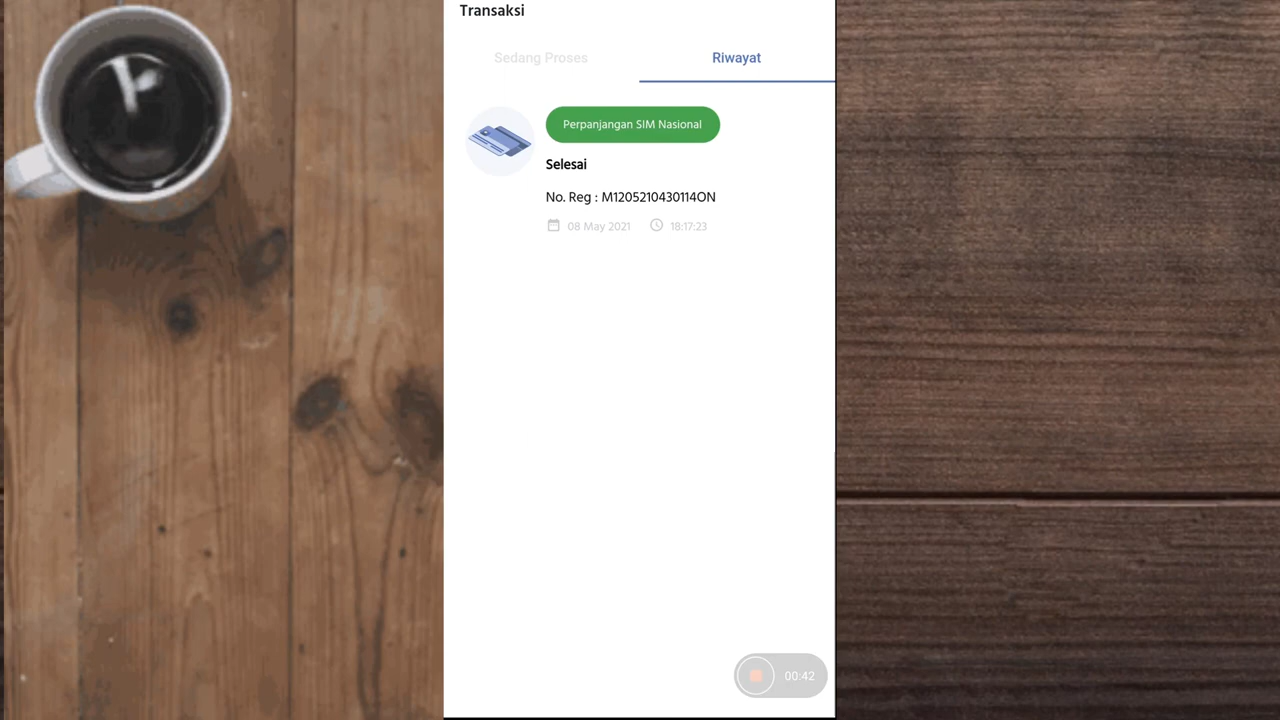 Transaksi
Sedang Proses
Riwayat
Perpanjangan SIM Nasional
Selesai
No. Reg : M1205210430114ON
08 May 2021 18:17:23
00:42